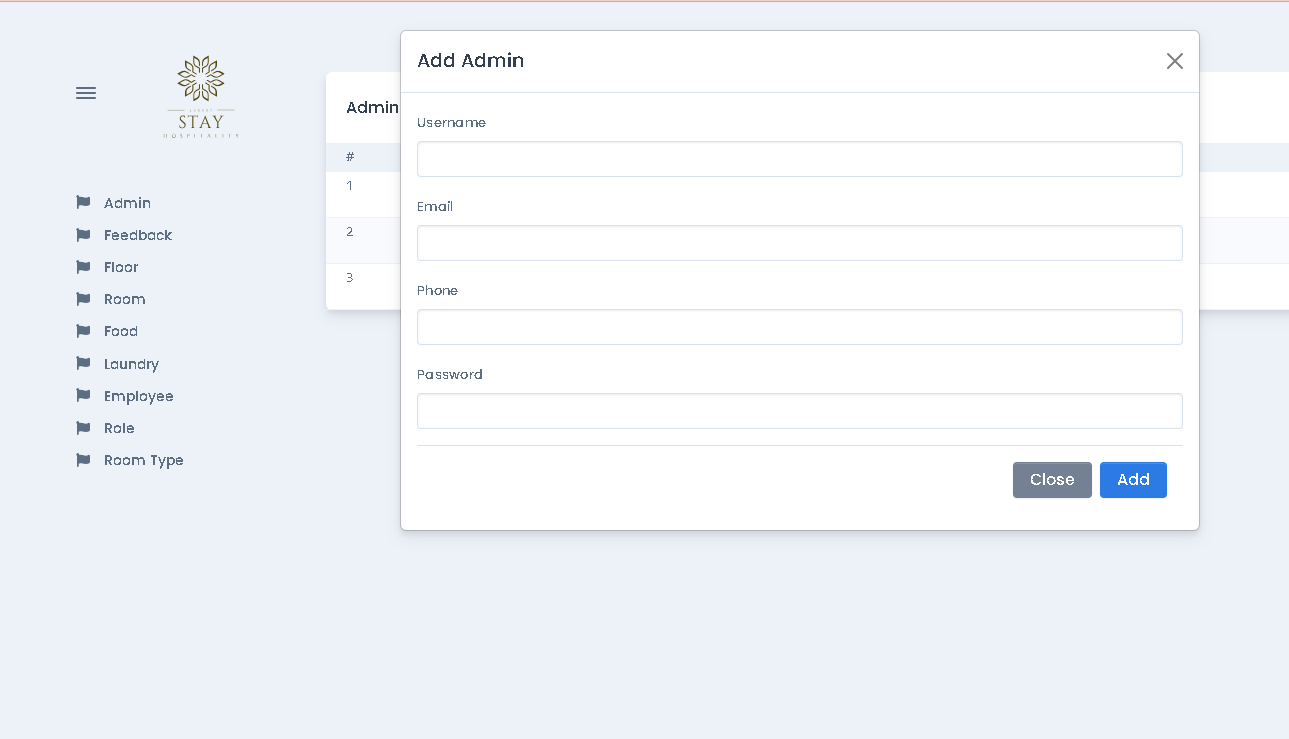 LUXURY
STAY
HOSPITALITY
Admin
Feedback
Floor
Room
Food
Laundry
Employee
Role
Room Type
Admin
#
1
2
3
Add Admin
Username
Email
Phone
Password
Close
Add